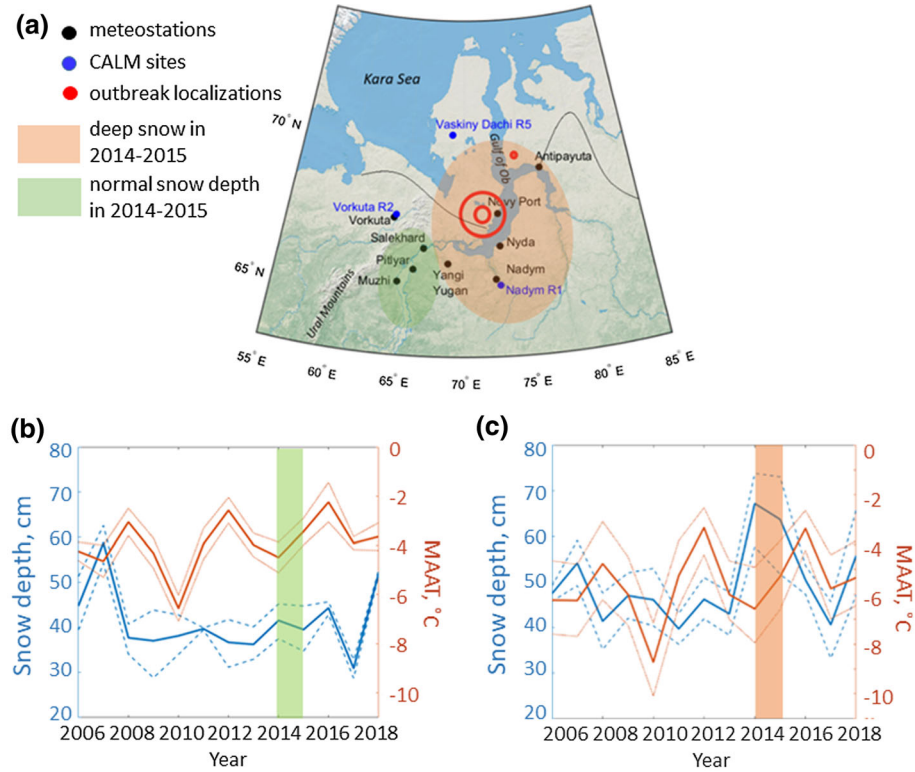 (a)
meteostations
CALM sites
outbreak localizations
deep snow in
2014-2015
normal snow depth
in 2014-2015
Kara Sea
70° N
Vaskiny Dachi R5
Gulf of Ob
Antipayuta
Vorkuta R2
Vorkuta
Novy Port
Salekhard
Nyda
65° N
Pitlyar
Yangi
Yugan
Nadym
Muzhi
Nadym R1
Ural Mountains
55° E
60° E
65° E
70° E
75° E
80° E
85° E
(b)
80
70
60
50
40
30
20
Snow depth, cm
0
-2
-4
-6
-8
-10
MAAT, °C
2006 2008 2010 2012 2014 2016 2018
Year
(c)
80
70
60
50
40
30
20
Snow depth, cm
0
-2
-4
-6
-8
-10
MAAT, °C
2006 2008 2010 2012 2014 2016 2018
Year